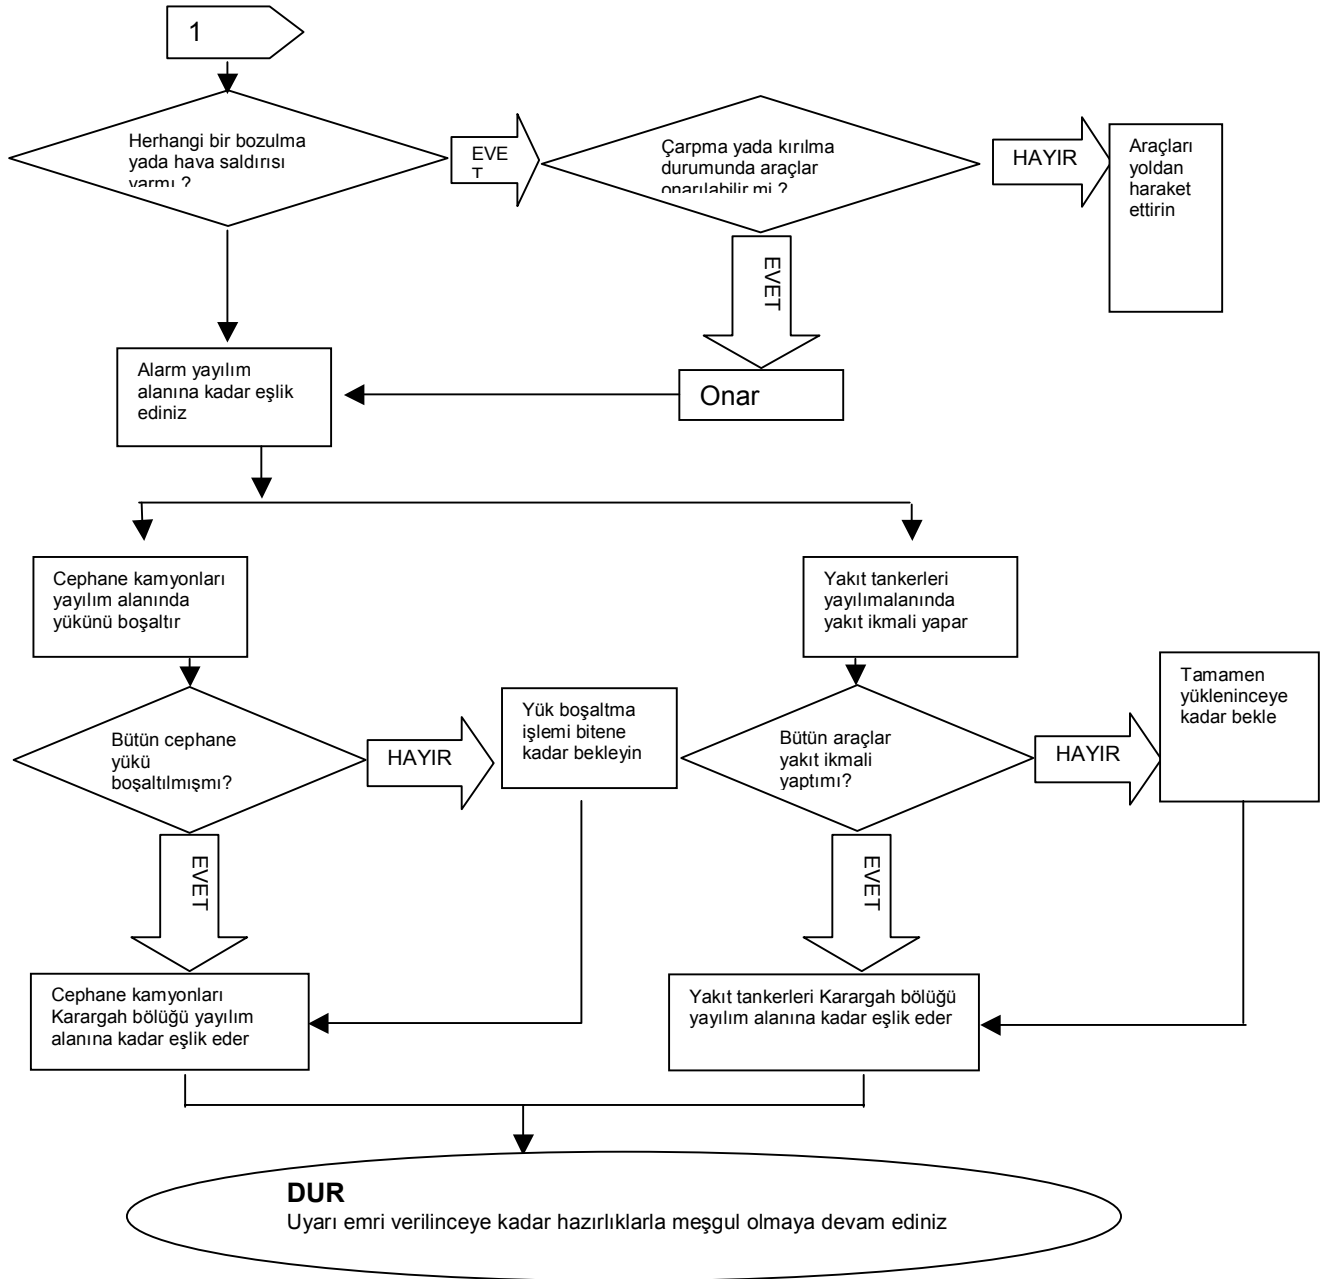 1
Herhangi bir bozulma
yada hava saldırısı
varmı ?
EVE
T
Çarpma yada kırılma
durumunda araçlar
onarılabilir mi ?
HAYIR
Araçları
yoldan
haraket
ettirin
EVET
Alarm yayılım
alanına kadar eşlik
ediniz
Onar
Cephane kamyonları
yayılım alanında
yükünü boşaltır
Yakıt tankerleri
yayılımalanında
yakıt ikmali yapar
Bütün cephane
yükü
boşaltılmışmı?
HAYIR
Yük boşaltma
işlemi bitene
kadar bekleyin
Bütün araçlar
yakıt ikmali
yaptımı?
HAYIR
Tamamen
yükleninceye
kadar bekle
EVET
EVET
Cephane kamyonları
Karargah bölüğü yayılım
alanına kadar eşlik eder
Yakıt tankerleri Karargah bölüğü
yayılım alanına kadar eşlik eder
DUR
Uyarı emri verilinceye kadar hazırlıklarla meşgul olmaya devam ediniz